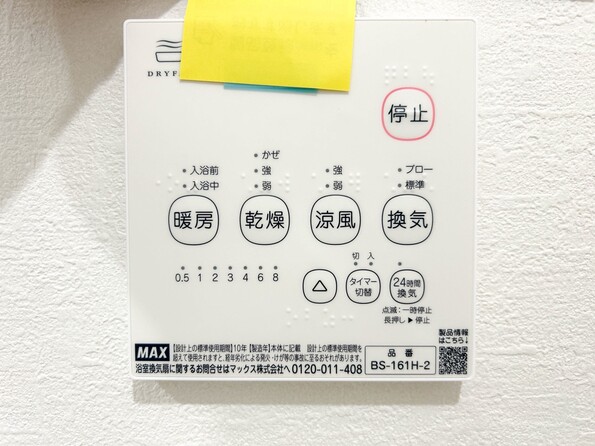 停止
かぜ
入浴前 強 強 ブロー
入浴中 弱 弱 標準
暖房 乾燥 涼風 換気
切 入
0.5 1 2 3 4 6 8
△ タイマー切替 24時間換気
点滅:一時停止
長押し▶停止
製品情報
はこちら↓
MAX 【設計上の標準使用期間】10年【製造年】本体に記載 設計上の標準使用期間を
超えて使用されますと、経年劣化による発火・けが等の事故に至るおそれがあります。
浴室換気扇に関するお問合せはマックス株式会社へ 0120-011-408
品番
BS-161H-2